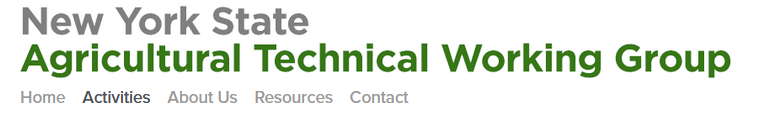 New York State
Agricultural Technical Working Group
Home Activities About Us Resources Contact